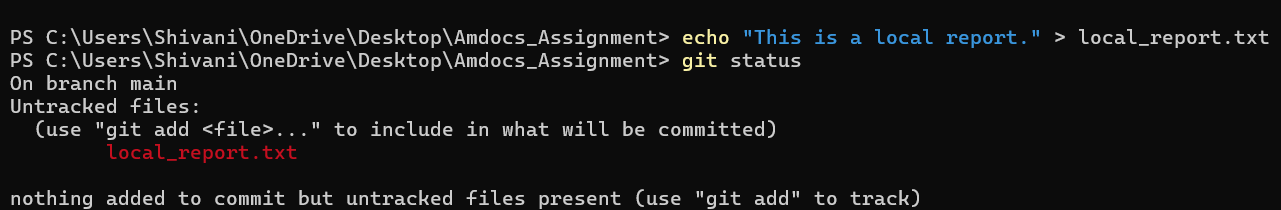 PS C:\Users\Shivani\OneDrive\Desktop\Amdocs_Assignment> echo "This is a local report." > local_report.txt
PS C:\Users\Shivani\OneDrive\Desktop\Amdocs_Assignment> git status
On branch main
Untracked files:
  (use "git add <file>..." to include in what will be committed)
        local_report.txt

nothing added to commit but untracked files present (use "git add" to track)